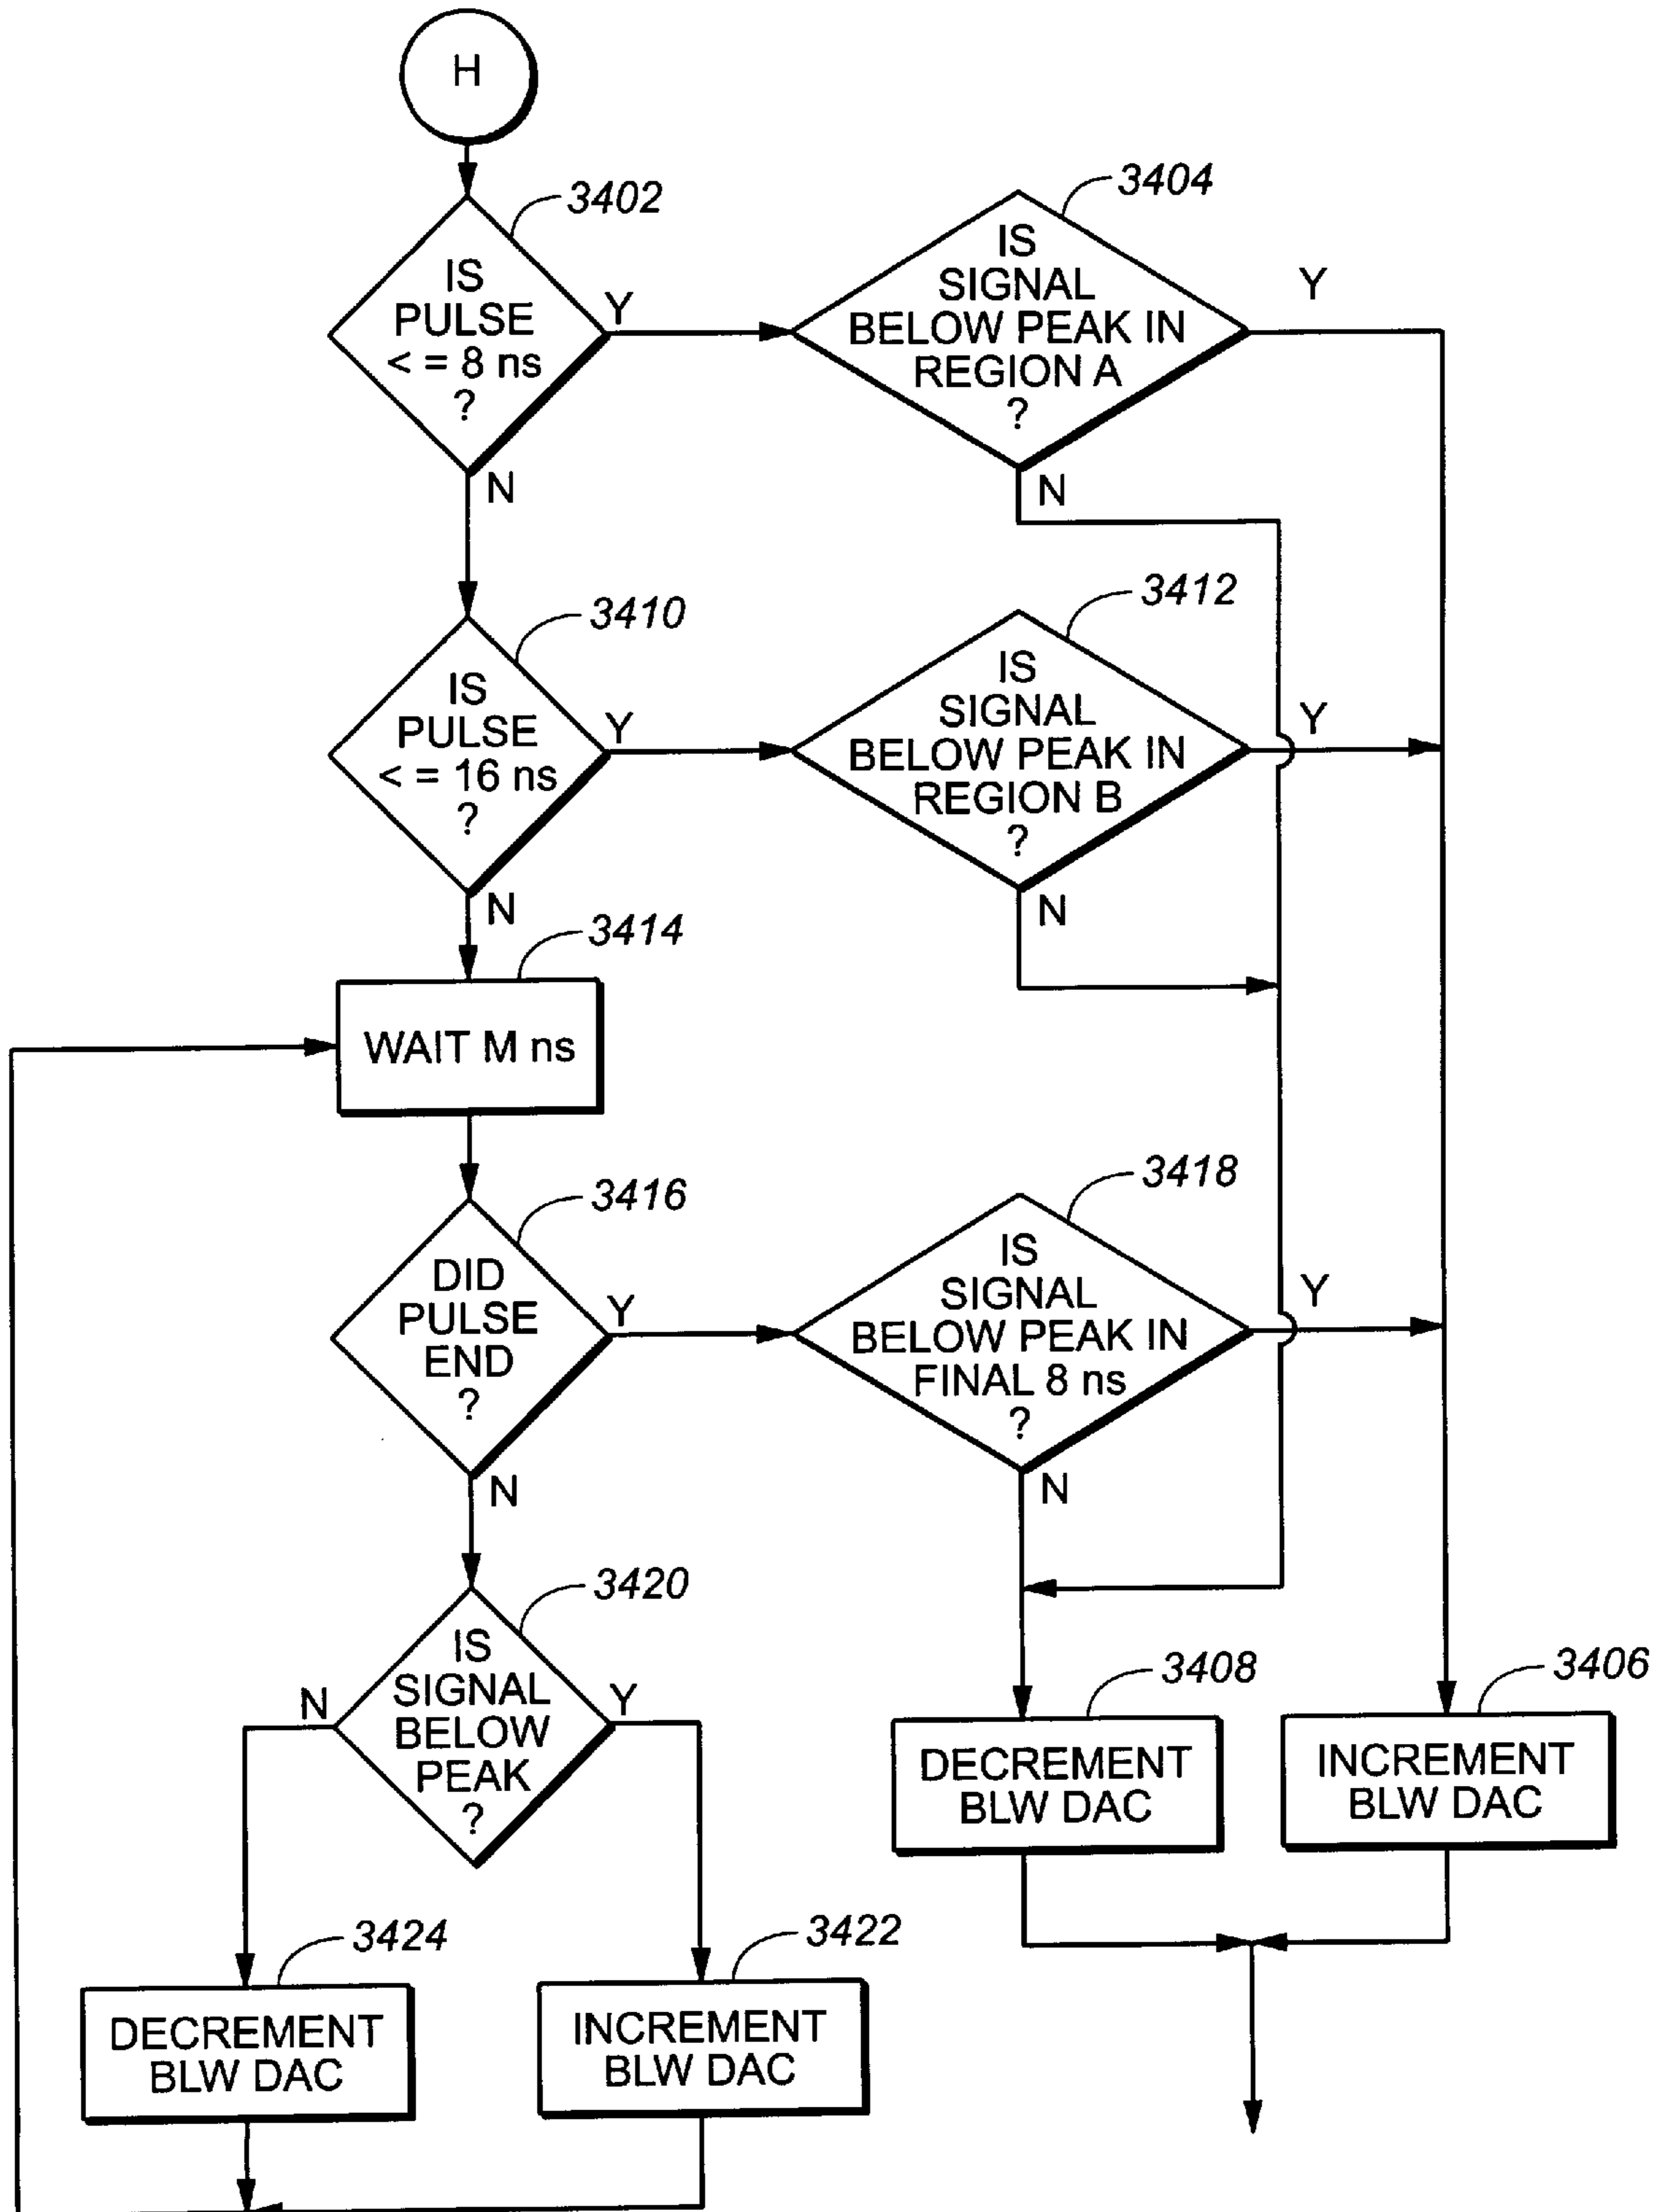 H
3402
IS
PULSE
< = 8 ns
?
Y
N
3404
IS
SIGNAL
BELOW PEAK IN
REGION A
?
Y
N
3410
IS
PULSE
< = 16 ns
?
Y
N
3412
IS
SIGNAL
BELOW PEAK IN
REGION B
?
Y
N
3414
WAIT M ns
3416
DID
PULSE
END
?
Y
N
3418
IS
SIGNAL
BELOW PEAK IN
FINAL 8 ns
?
Y
N
3420
IS
SIGNAL
BELOW
PEAK
?
N
Y
3408
DECREMENT
BLW DAC
3406
INCREMENT
BLW DAC
3424
DECREMENT
BLW DAC
3422
INCREMENT
BLW DAC